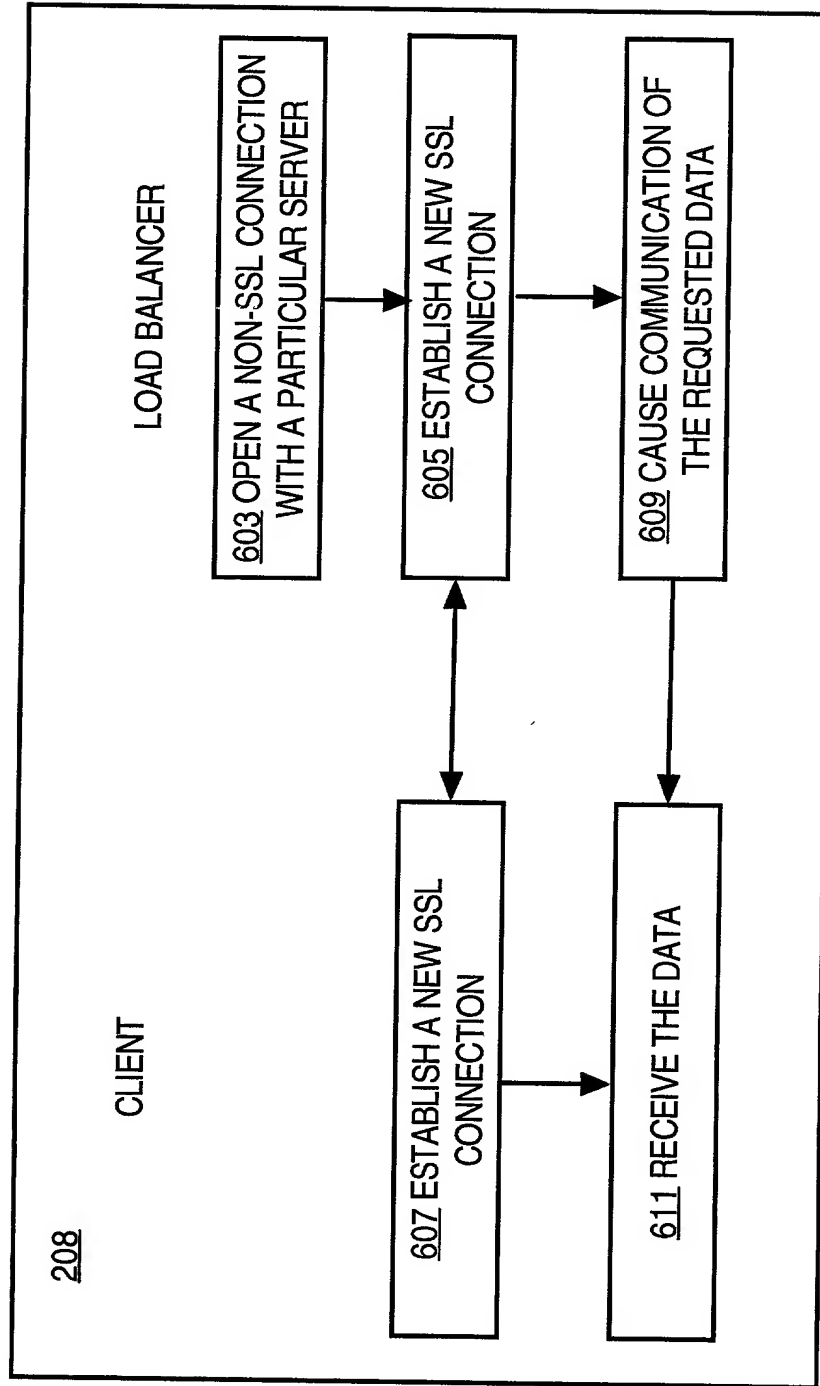 208
CLIENT
LOAD BALANCER
603 OPEN A NON-SSL CONNECTION
WITH A PARTICULAR SERVER
607 ESTABLISH A NEW SSL
CONNECTION
605 ESTABLISH A NEW SSL
CONNECTION
611 RECEIVE THE DATA
609 CAUSE COMMUNICATION OF
THE REQUESTED DATA